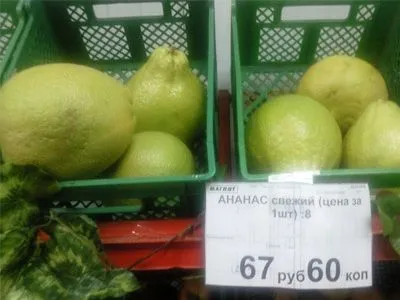 МАГНИТ
АНАНАС свежий (цена за
1шт) :8
67 руб 60 коп